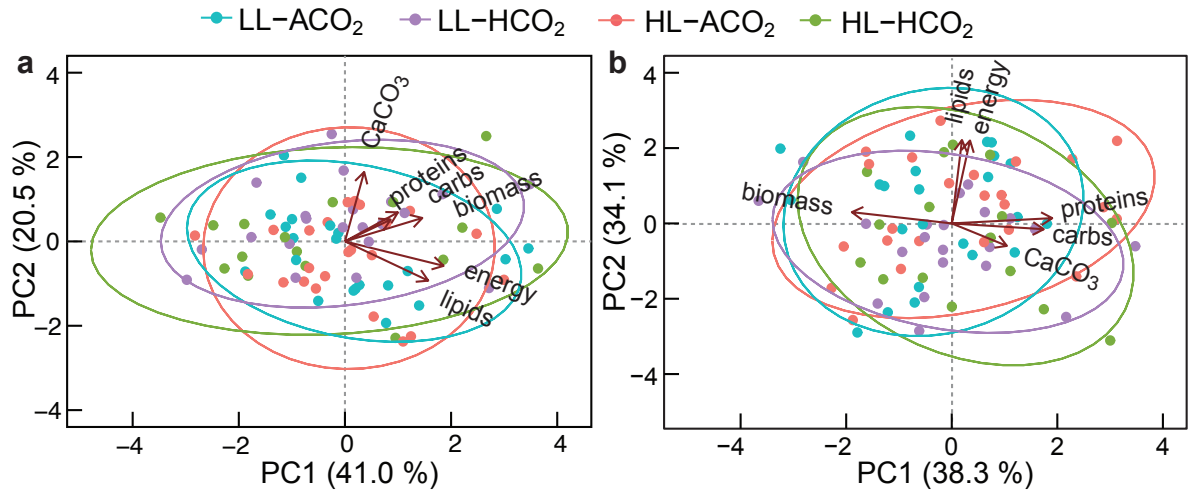 LL−ACO₂ LL−HCO₂ HL−ACO₂ HL−HCO₂
a
PC2 (20.5 %)
4
2
0
−2
−4
CaCO₃
proteins
carbs
biomass
energy
lipids
−4 −2 0 2 4
PC1 (41.0 %)
b
PC2 (34.1 %)
4
2
0
−2
−4
lipids
energy
biomass
proteins
carbs
CaCO₃
−4 −2 0 2 4
PC1 (38.3 %)